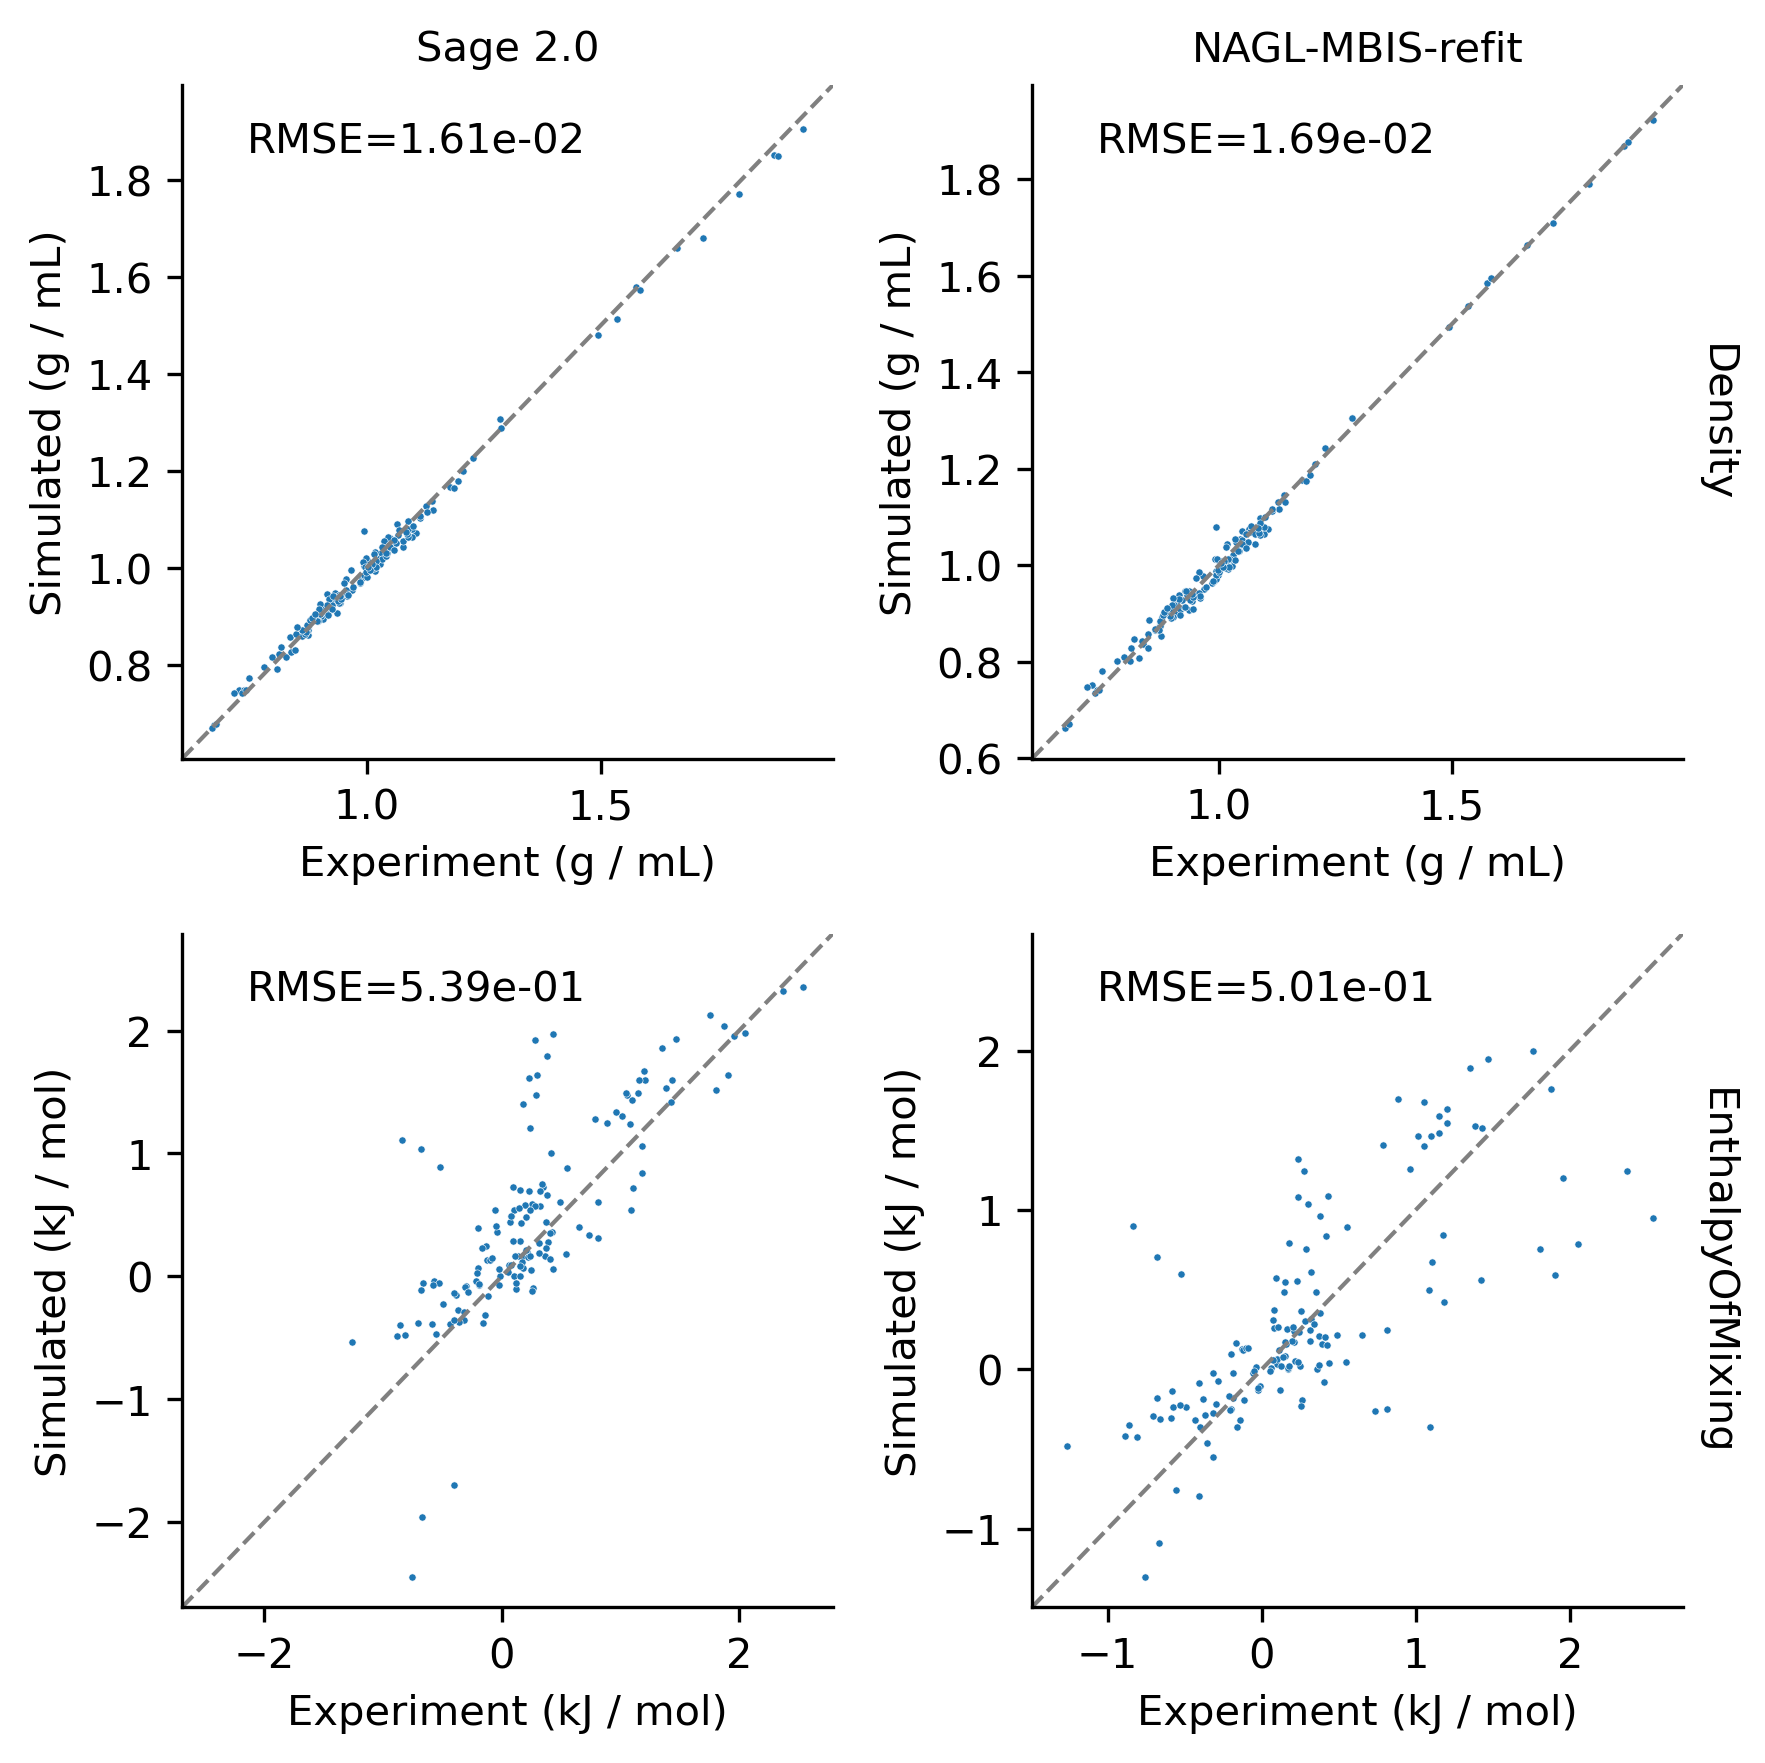 Sage 2.0
NAGL-MBIS-refit
RMSE=1.61e-02
1.8
1.6
1.4
1.2
1.0
0.8
Simulated (g / mL)
1.0
1.5
Experiment (g / mL)
RMSE=1.69e-02
1.8
1.6
1.4
1.2
1.0
0.8
0.6
Simulated (g / mL)
1.0
1.5
Experiment (g / mL)
Density
RMSE=5.39e-01
2
1
0
−1
−2
Simulated (kJ / mol)
−2
0
2
Experiment (kJ / mol)
RMSE=5.01e-01
2
1
0
−1
Simulated (kJ / mol)
−1
0
1
2
Experiment (kJ / mol)
EnthalpyOfMixing